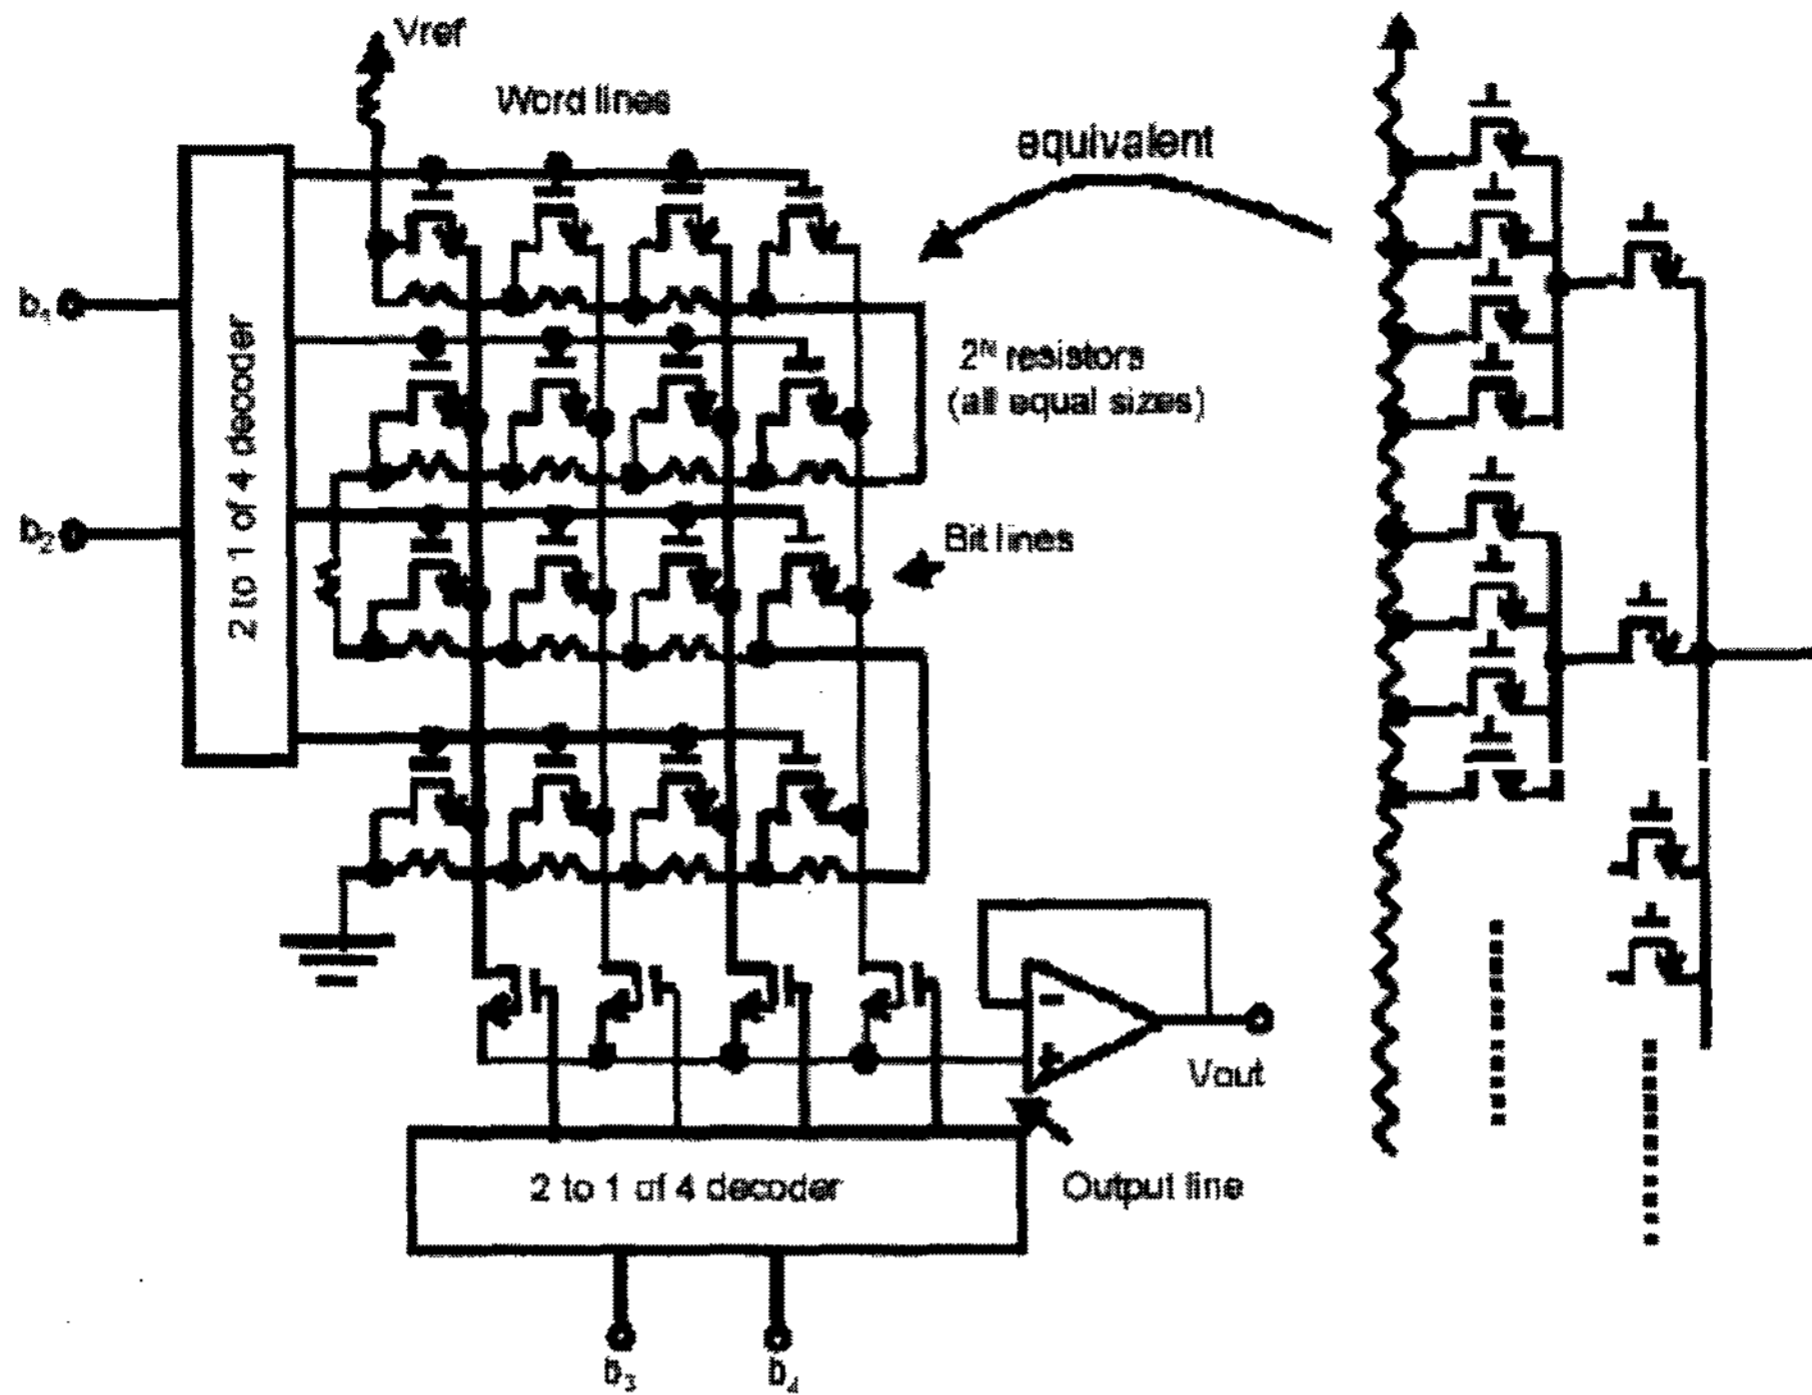 Vref
Word lines
equivalent
b₁
2 to 1 of 4 decoder
2ᴺ resistors
(all equal sizes)
b₂
Bit lines
-
+
Vout
2 to 1 of 4 decoder
Output line
b₃
b₄